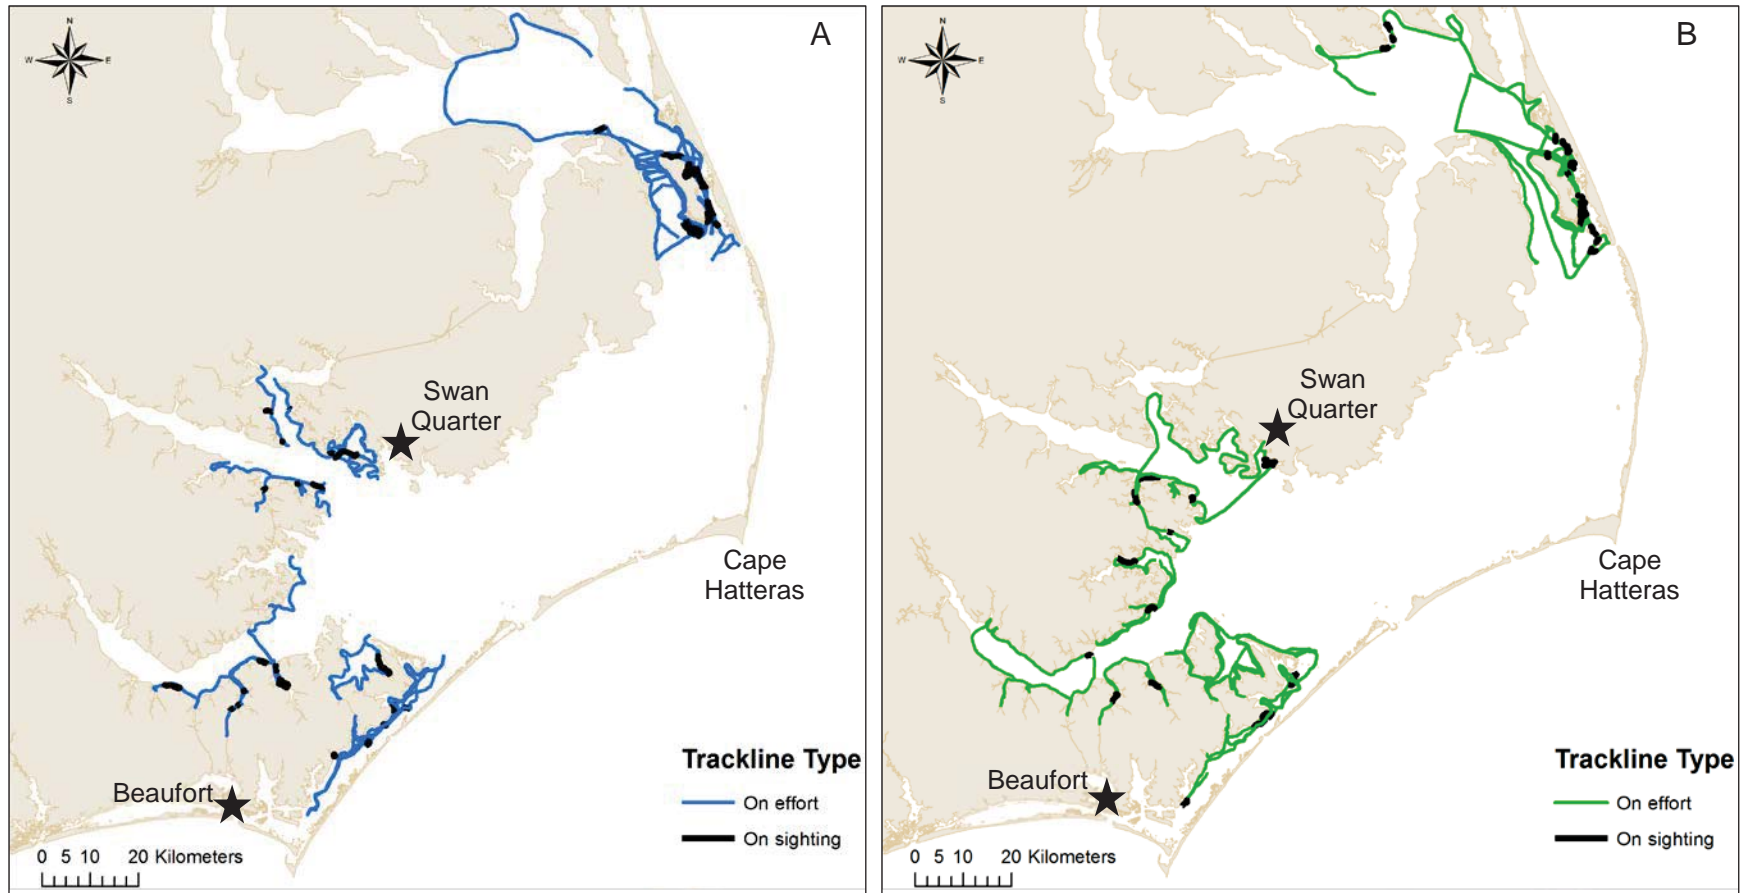 A
N
W E
S
Swan
Quarter
Cape
Hatteras
Beaufort
Trackline Type
On effort
On sighting
0 5 10 20 Kilometers
B
N
W E
S
Swan
Quarter
Cape
Hatteras
Beaufort
Trackline Type
On effort
On sighting
0 5 10 20 Kilometers